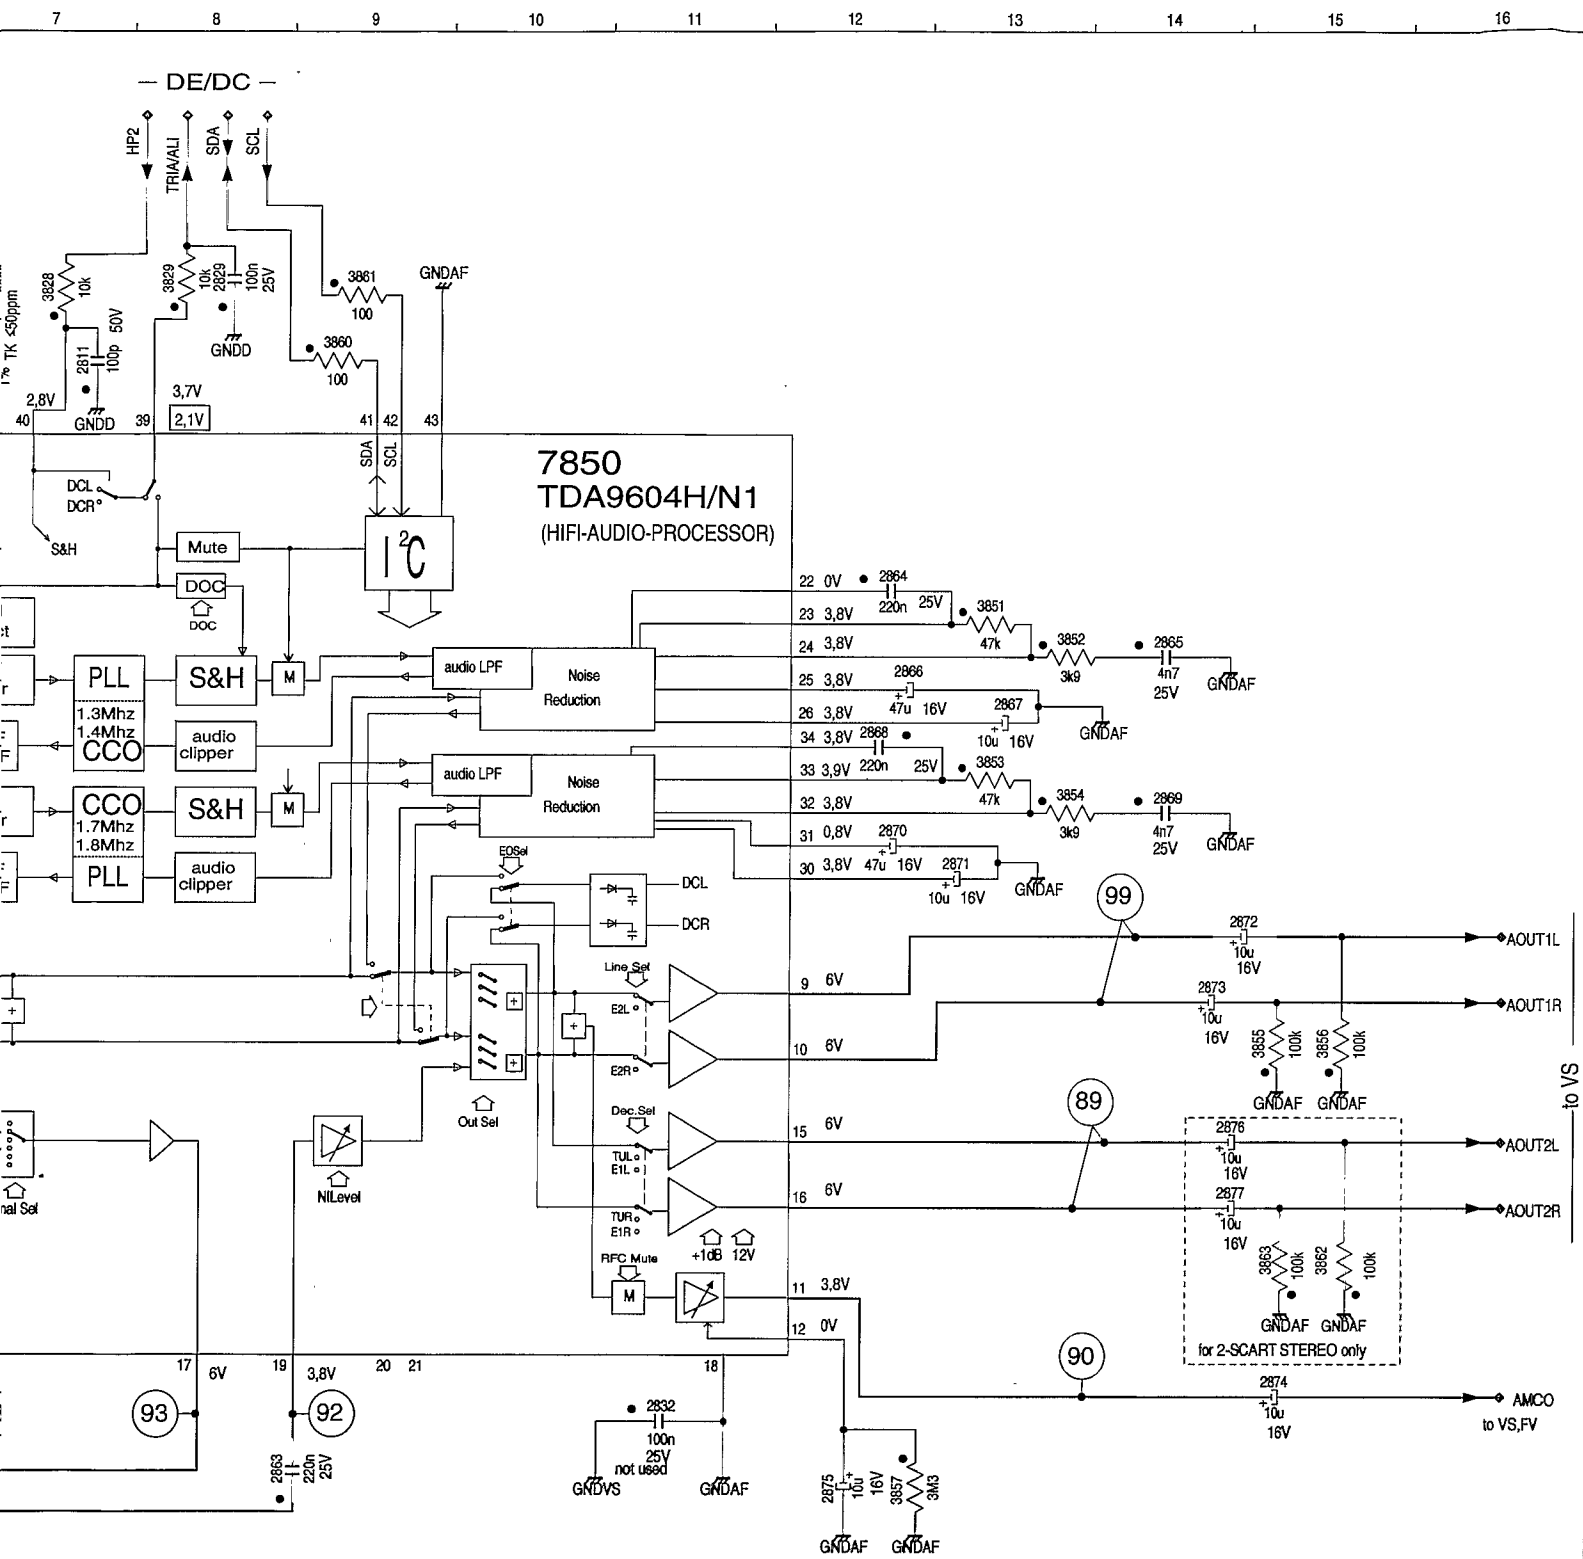 7 8 9 10 11 12 13 14 15 16
— DE/DC —
HP2 TRIA/ALI SDA SCL
3828 10k
3829 10k
2829 100n 25V
GNDD
2811 100p 50V
GNDD
TK ≤50ppm
3861 100
3860 100
GNDAF
2,8V
3,7V
2,1V
40 39 41 42 43
SDA SCL
7850
TDA9604H/N1
(HIFI-AUDIO-PROCESSOR)
DCL
DCR
S&H
Mute
I²C
DOC
DOC
22 0V 2864 220n 25V
23 3,8V 3851 47k
24 3,8V 3852 3k9 2865 4n7 25V GNDAF
25 3,8V 2866 + 47u 16V
26 3,8V 2867 + 10u 16V GNDAF
34 3,8V 2868 220n 25V
33 3,9V 3853 47k
32 3,8V 3854 3k9 2869 4n7 25V GNDAF
31 0,8V 2870 + 47u 16V
30 3,8V 2871 + 10u 16V GNDAF
PLL S&H M audio LPF Noise Reduction
1.3Mhz
1.4Mhz
CCO audio clipper
audio LPF Noise Reduction
CCO S&H M
1.7Mhz
1.8Mhz
PLL audio clipper
EOSel
DCL
DCR
99
2872 + 10u 16V AOUT1L
Line Sel
9 6V
E2L
2873 + 10u 16V AOUT1R
+ + + +
10 6V
E2R
3855 100k 3856 100k
GNDAF GNDAF
to VS
Out Sel
Dec.Sel
89
15 6V
TUL
E1L
2876 + 10u 16V AOUT2L
16 6V
TUR
E1R
2877 + 10u 16V AOUT2R
3863 100k 3862 100k
GNDAF GNDAF
for 2-SCART STEREO only
NILevel
nal Sel
+1dB 12V
RFC Mute
M
11 3,8V
12 0V
90
2874 + 10u 16V AMCO
to VS,FV
17 6V 19 3,8V 20 21 18
93 92
2863 220n 25V
2832 100n 25V
not used
GNDVS GNDAF
2875 + 10u 16V
3857 3M3
GNDAF GNDAF